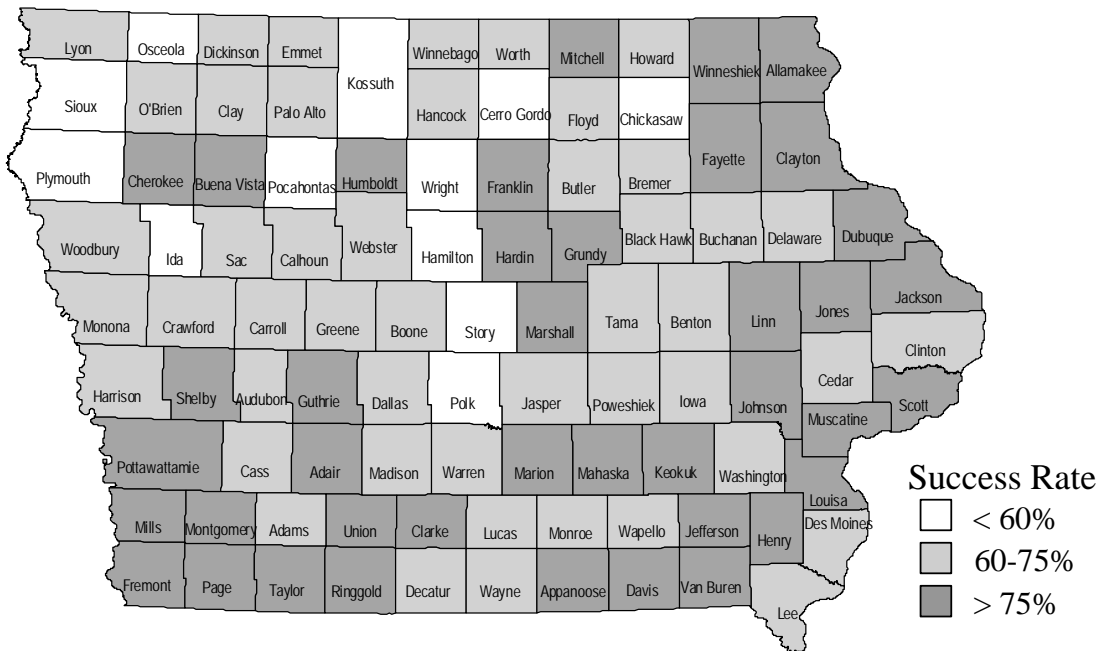 Lyon
Osceola
Dickinson
Emmet
Kossuth
Winnebago
Worth
Mitchell
Howard
Winneshiek
Allamakee
Sioux
O'Brien
Clay
Palo Alto
Hancock
Cerro Gordo
Floyd
Chickasaw
Plymouth
Cherokee
Buena Vista
Pocahontas
Humboldt
Wright
Franklin
Butler
Bremer
Fayette
Clayton
Woodbury
Ida
Sac
Calhoun
Webster
Hamilton
Hardin
Grundy
Black Hawk
Buchanan
Delaware
Dubuque
Monona
Crawford
Carroll
Greene
Boone
Story
Marshall
Tama
Benton
Linn
Jones
Jackson
Clinton
Harrison
Shelby
Audubon
Guthrie
Dallas
Polk
Jasper
Poweshiek
Iowa
Johnson
Cedar
Muscatine
Scott
Pottawattamie
Cass
Adair
Madison
Warren
Marion
Mahaska
Keokuk
Washington
Louisa
Mills
Montgomery
Adams
Union
Clarke
Lucas
Monroe
Wapello
Jefferson
Henry
Des Moines
Fremont
Page
Taylor
Ringgold
Decatur
Wayne
Appanoose
Davis
Van Buren
Lee
Success Rate
< 60%
60-75%
> 75%